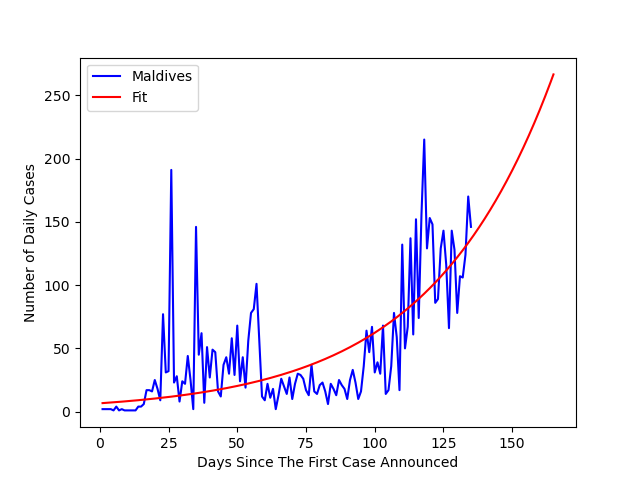 Maldives
Fit
Number of Daily Cases
250
200
150
100
50
0
0 25 50 75 100 125 150
Days Since The First Case Announced